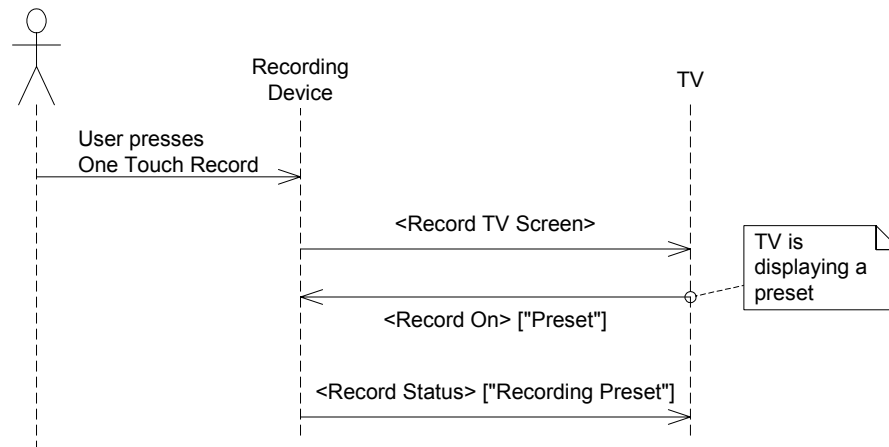 Recording
Device
TV
User presses
One Touch Record
<Record TV Screen>
TV is
displaying a
preset
<Record On> ["Preset"]
<Record Status> ["Recording Preset"]